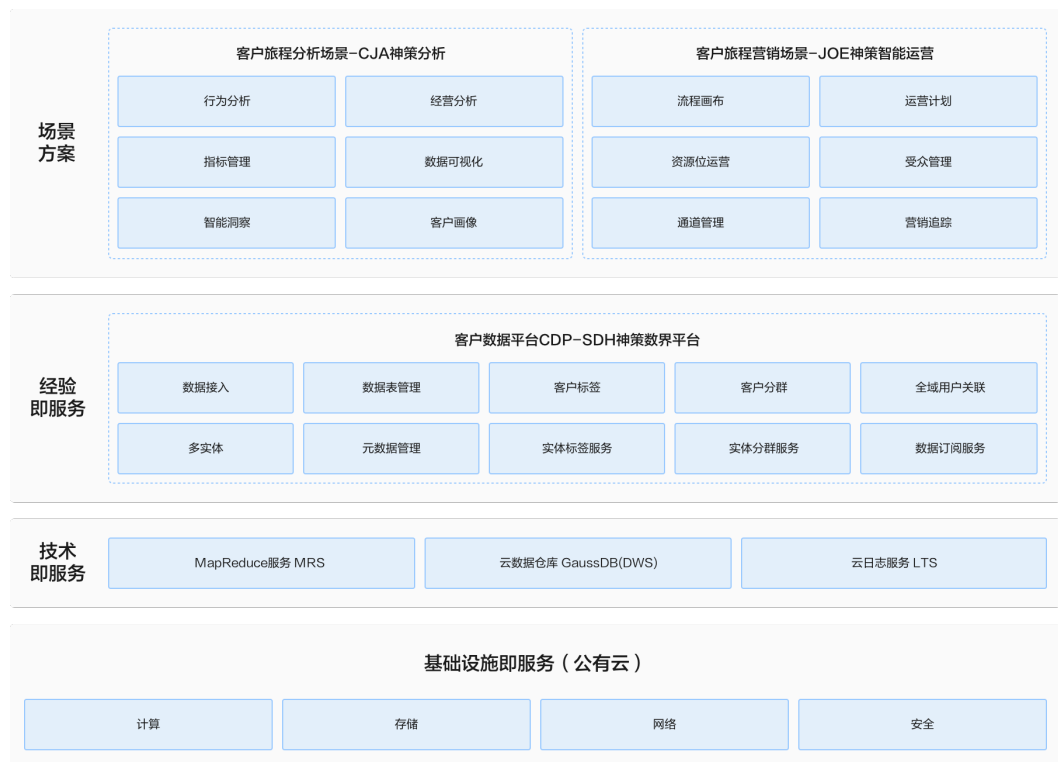 场景
方案
客户旅程分析场景-CJA神策分析
行为分析
经营分析
指标管理
数据可视化
智能洞察
客户画像
客户旅程营销场景-JOE神策智能运营
流程画布
运营计划
资源位运营
受众管理
通道管理
营销追踪
经验
即服务
客户数据平台CDP-SDH神策数界平台
数据接入
数据表管理
客户标签
客户分群
全域用户关联
多实体
元数据管理
实体标签服务
实体分群服务
数据订阅服务
技术
即服务
MapReduce服务 MRS
云数据仓库 GaussDB(DWS)
云日志服务 LTS
基础设施即服务（公有云）
计算
存储
网络
安全